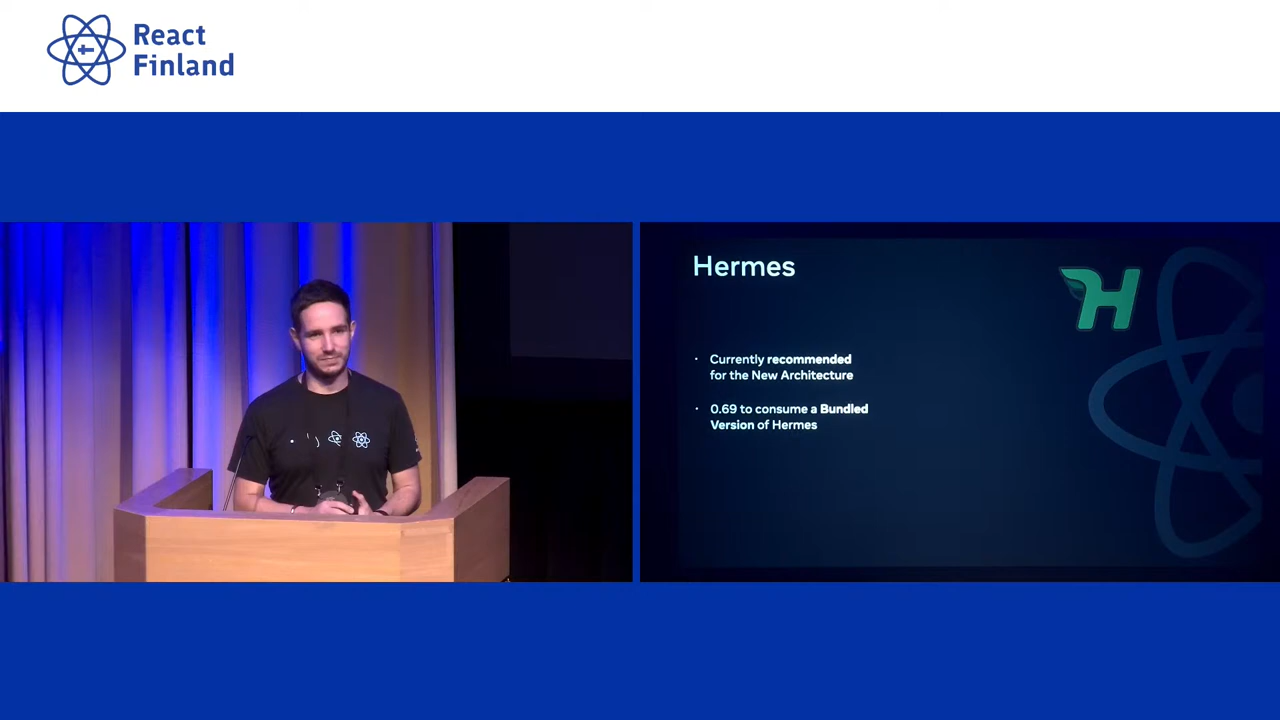 React
Finland
Hermes
H
· Currently recommended
for the New Architecture
· 0.69 to consume a Bundled
Version of Hermes